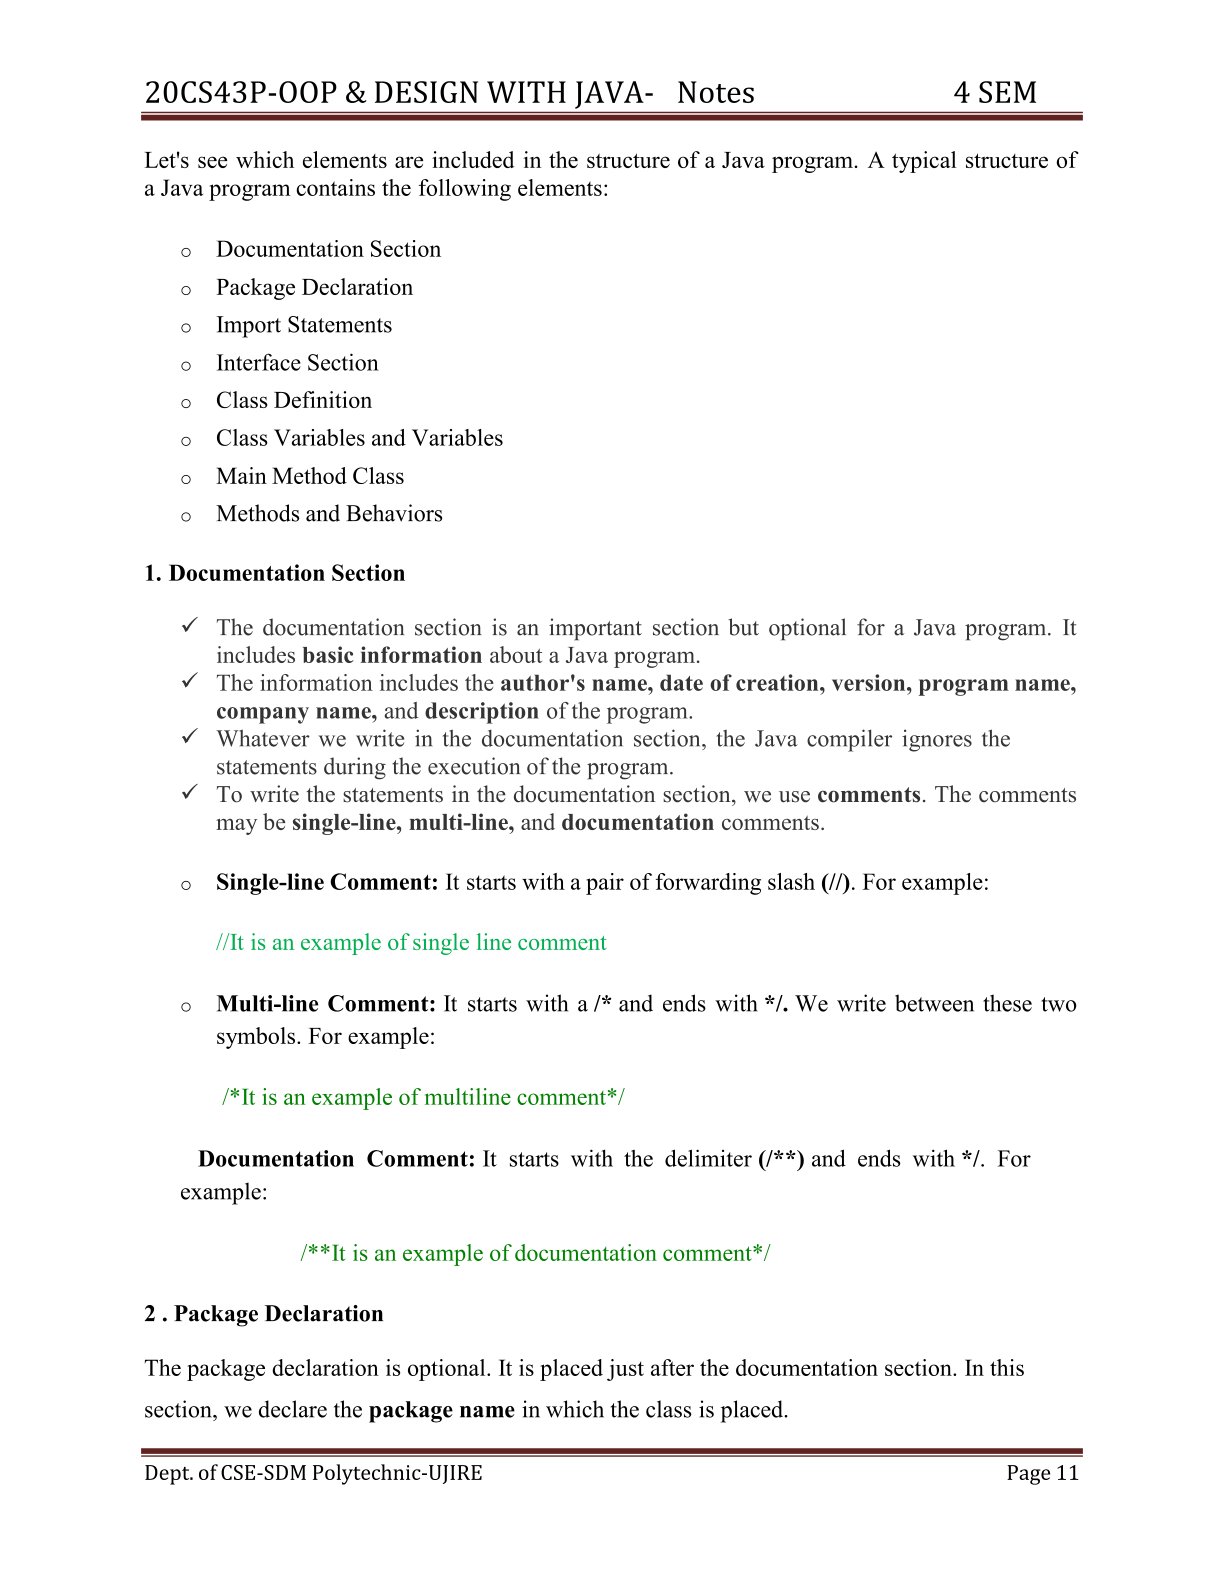 20CS43P-OOP & DESIGN WITH JAVA- Notes 4 SEM
Let's see which elements are included in the structure of a Java program. A typical structure of
a Java program contains the following elements:
o Documentation Section
o Package Declaration
o Import Statements
o Interface Section
o Class Definition
o Class Variables and Variables
o Main Method Class
o Methods and Behaviors
1. Documentation Section
✓ The documentation section is an important section but optional for a Java program. It
includes basic information about a Java program.
✓ The information includes the author's name, date of creation, version, program name,
company name, and description of the program.
✓ Whatever we write in the documentation section, the Java compiler ignores the
statements during the execution of the program.
✓ To write the statements in the documentation section, we use comments. The comments
may be single-line, multi-line, and documentation comments.
o Single-line Comment: It starts with a pair of forwarding slash (//). For example:
//It is an example of single line comment
o Multi-line Comment: It starts with a /* and ends with */. We write between these two
symbols. For example:
/*It is an example of multiline comment*/
Documentation Comment: It starts with the delimiter (/**) and ends with */. For
example:
/**It is an example of documentation comment*/
2 . Package Declaration
The package declaration is optional. It is placed just after the documentation section. In this
section, we declare the package name in which the class is placed.
Dept. of CSE-SDM Polytechnic-UJIRE Page 11